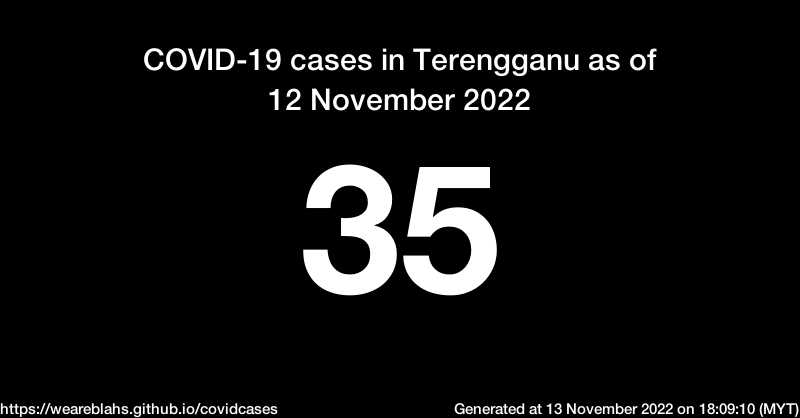 COVID-19 cases in Terengganu as of
12 November 2022
35
https://weareblahs.github.io/covidcases
Generated at 13 November 2022 on 18:09:10 (MYT)